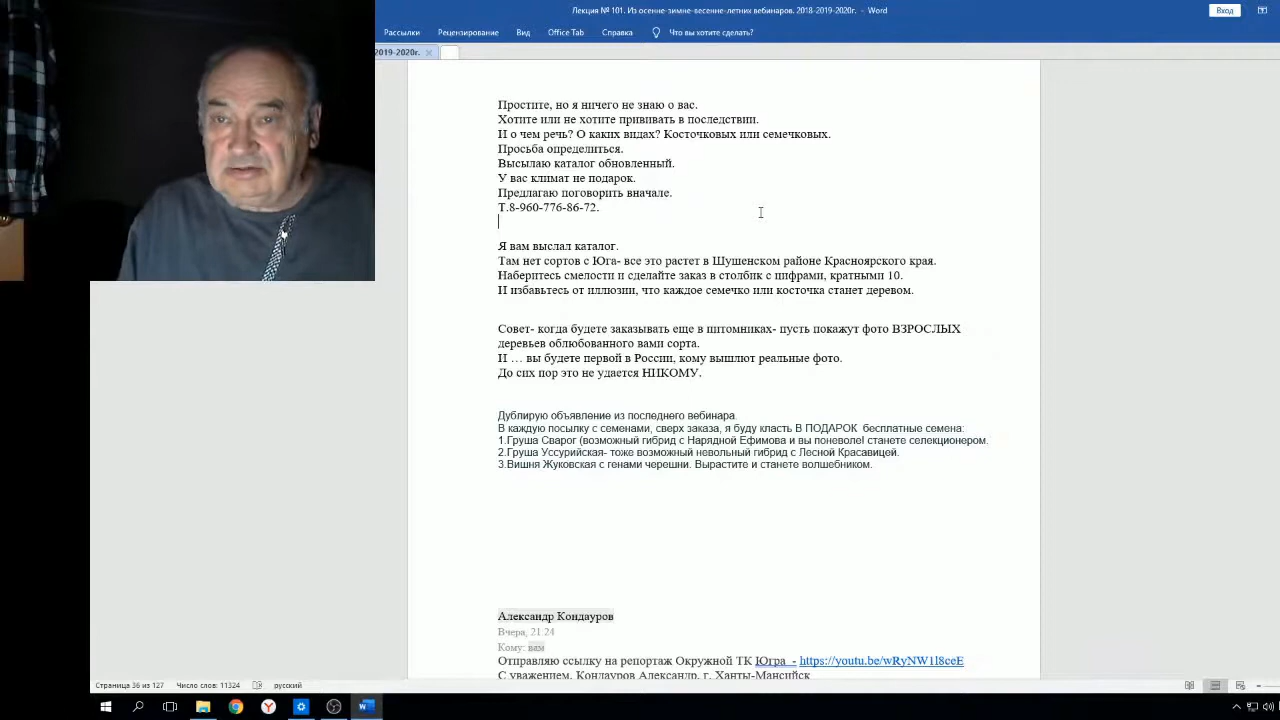 Лекция № 101. Из осенне-зимне-весенне-летних вебинаров. 2018-2019-2020г. - Word
Вход
Рассылки Рецензирование Вид Office Tab Справка Что вы хотите сделать?
2019-2020г.
Простите, но я ничего не знаю о вас.
Хотите или не хотите прививать в последствии.
И о чем речь? О каких видах? Косточковых или семечковых.
Просьба определиться.
Высылаю каталог обновленный.
У вас климат не подарок.
Предлагаю поговорить вначале.
Т.8-960-776-86-72.
Я вам выслал каталог.
Там нет сортов с Юга- все это растет в Шушенском районе Красноярского края.
Наберитесь смелости и сделайте заказ в столбик с цифрами, кратными 10.
И избавьтесь от иллюзии, что каждое семечко или косточка станет деревом.
Совет- когда будете заказывать еще в питомниках- пусть покажут фото ВЗРОСЛЫХ
деревьев облюбованного вами сорта.
И … вы будете первой в России, кому вышлют реальные фото.
До сих пор это не удается НИКОМУ.
Дублирую объявление из последнего вебинара.
В каждую посылку с семенами, сверх заказа, я буду класть В ПОДАРОК бесплатные семена:
1.Груша Сварог (возможный гибрид с Нарядной Ефимова и вы поневоле! станете селекционером.
2.Груша Уссурийская- тоже возможный невольный гибрид с Лесной Красавицей.
3.Вишня Жуковская с генами черешни. Вырастите и станете волшебником.
Александр Кондауров
Вчера, 21:24
Кому: вам
Отправляю ссылку на репортаж Окружной ТК Югра - https://youtu.be/wRyNW1l8ceE
С уважением, Кондауров Александр, г. Ханты-Мансийск
Страница 36 из 127 Число слов: 11324 русский